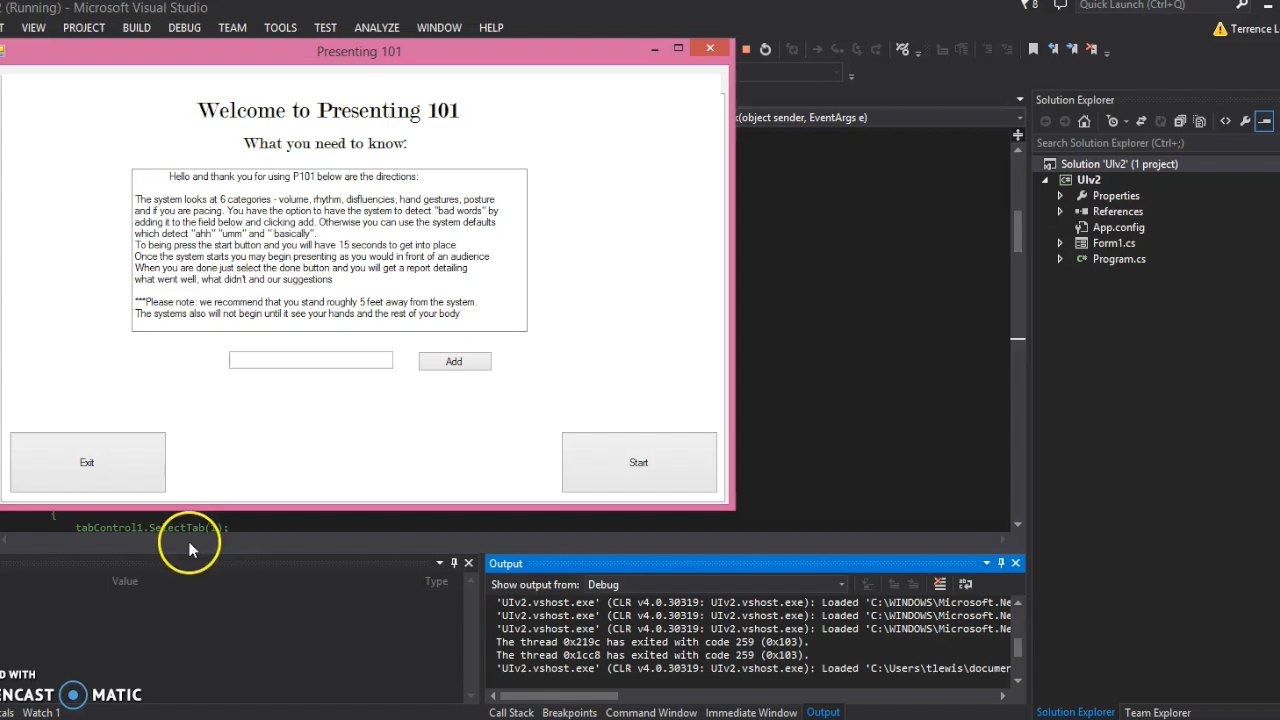 2 (Running) - Microsoft Visual Studio
8
Quick Launch (Ctrl+Q)
VIEW PROJECT BUILD DEBUG TEAM TOOLS TEST ANALYZE WINDOW HELP
Terrence L
Presenting 101
Welcome to Presenting 101
What you need to know:
Hello and thank you for using P101 below are the directions:
The system looks at 6 categories - volume, rhythm, disfluencies, hand gestures, posture
and if you are pacing. You have the option to have the system to detect "bad words" by
adding it to the field below and clicking add. Otherwise you can use the system defaults
which detect "ahh" "umm" and " basically".
To being press the start button and you will have 15 seconds to get into place
Once the system starts you may begin presenting as you would in front of an audience
When you are done just select the done button and you will get a report detailing
what went well, what didn't and our suggestions
***Please note: we recommend that you stand roughly 5 feet away from the system.
The systems also will not begin until it see your hands and the rest of your body
Add
Exit
Start
k(object sender, EventArgs e)
Solution Explorer
Search Solution Explorer (Ctrl+;)
Solution 'UIv2' (1 project)
UIv2
Properties
References
App.config
Form1.cs
Program.cs
{
tabControl1.SelectTab(2);
Value
Type
Output
Show output from: Debug
'UIv2.vshost.exe' (CLR v4.0.30319: UIv2.vshost.exe): Loaded 'C:\WINDOWS\Microsoft.Ne
'UIv2.vshost.exe' (CLR v4.0.30319: UIv2.vshost.exe): Loaded 'C:\WINDOWS\Microsoft.Ne
'UIv2.vshost.exe' (CLR v4.0.30319: UIv2.vshost.exe): Loaded 'C:\WINDOWS\Microsoft.Ne
The thread 0x219c has exited with code 259 (0x103).
The thread 0x1cc8 has exited with code 259 (0x103).
'UIv2.vshost.exe' (CLR v4.0.30319: UIv2.vshost.exe): Loaded 'C:\Users\tlewis\documen
ED WITH
ENCAST MATIC
cals Watch 1
Call Stack Breakpoints Command Window Immediate Window Output
Solution Explorer Team Explorer